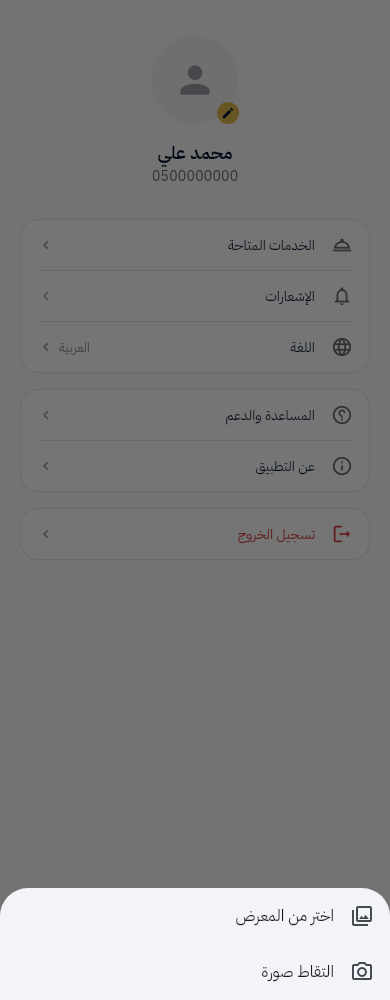 محمد علي
0500000000
الخدمات المتاحة
الإشعارات
اللغة العربية
المساعدة والدعم
عن التطبيق
تسجيل الخروج
اختر من المعرض
التقاط صورة